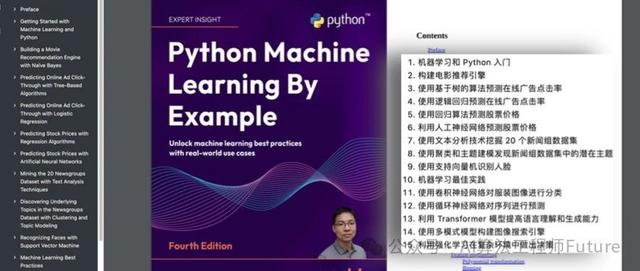 Preface
Getting Started with
Machine Learning and
Python
Building a Movie
Recommendation Engine
with Naïve Bayes
Predicting Online Ad Click-
Through with Tree-Based
Algorithms
Predicting Online Ad Click-
Through with Logistic
Regression
Predicting Stock Prices with
Regression Algorithms
Predicting Stock Prices with
Artificial Neural Networks
Mining the 20 Newsgroups
Dataset with Text Analysis
Techniques
Discovering Underlying
Topics in the Newsgroups
Dataset with Clustering and
Topic Modeling
Recognizing Faces with
Support Vector Machine
Machine Learning Best
Practices
EXPERT INSIGHT
python™
Python Machine
Learning By
Example
Unlock machine learning best practices
with real-world use cases
Fourth Edition
Contents
Preface
1. 机器学习和 Python 入门
2. 构建电影推荐引擎
3. 使用基于树的算法预测在线广告点击率
4. 使用逻辑回归预测在线广告点击率
5. 使用回归算法预测股票价格
6. 利用人工神经网络预测股票价格
7. 使用文本分析技术挖掘 20 个新闻组数据集
8. 使用聚类和主题建模发现新闻组数据集中的潜在主题
9. 使用支持向量机识别人脸
10. 机器学习最佳实践
11. 使用卷积神经网络对服装图像进行分类
12. 使用循环神经网络对序列进行预测
13. 利用 Transformer 模型提高语言理解和生成能力
14. 使用多模式模型构建图像搜索引擎
15. 利用强化学习在复杂环境中做出决策
公众号 · AI算法工程师Future
Polynomial transformation